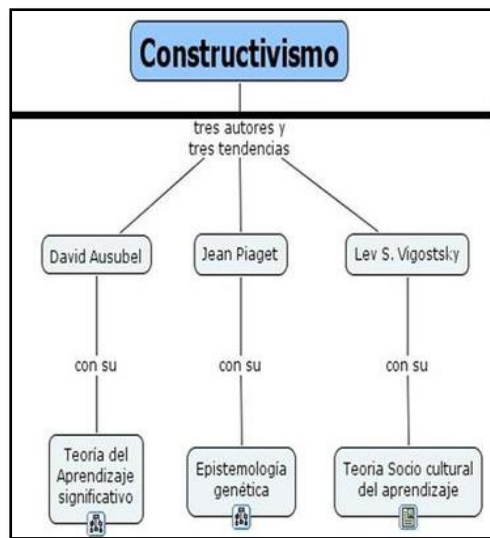 Constructivismo
tres autores y
tres tendencias
David Ausubel
Jean Piaget
Lev S. Vigostsky
con su
con su
con su
Teoría del
Aprendizaje
significativo
Epistemología
genética
Teoria Socio cultural
del aprendizaje